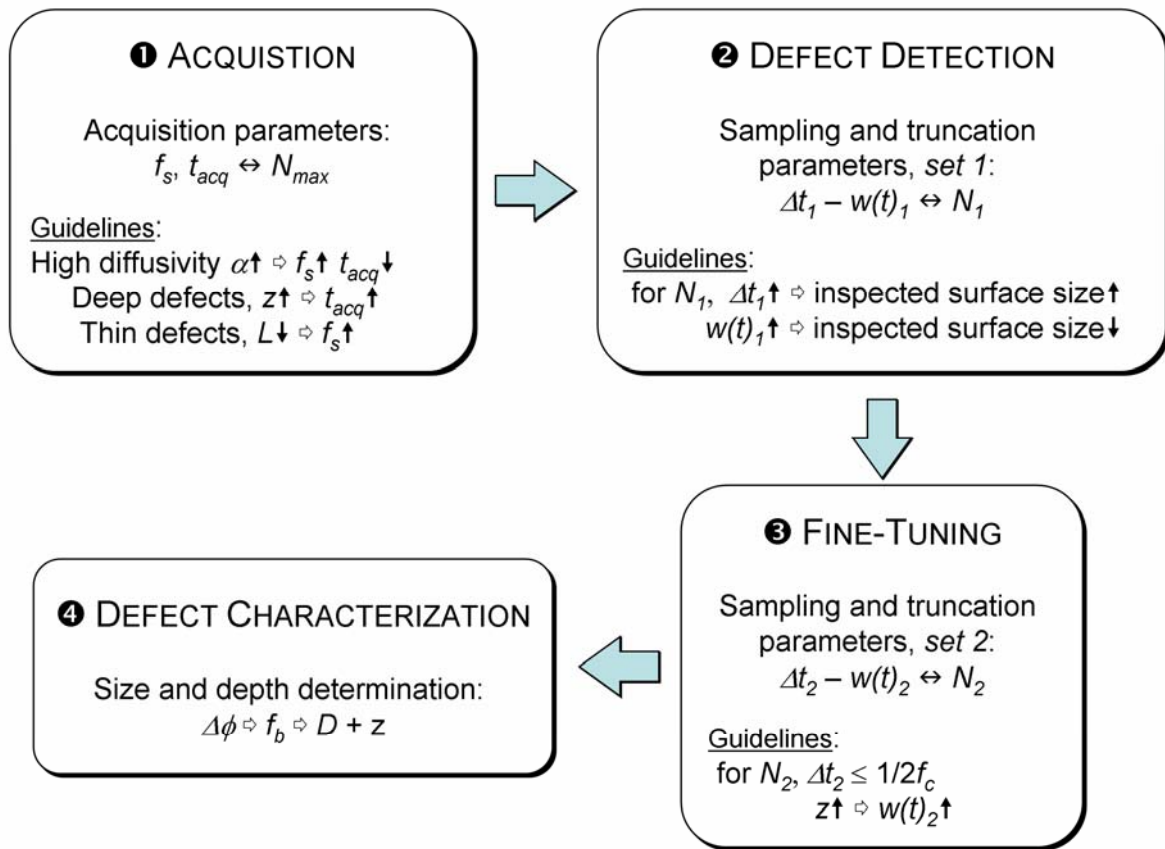 ❶ ACQUISTION
Acquisition parameters:
fs, tacq ↔ Nmax
Guidelines:
High diffusivity α↑ ⇨ fs↑ tacq↓
Deep defects, z↑ ⇨ tacq↑
Thin defects, L↓ ⇨ fs↑
❷ DEFECT DETECTION
Sampling and truncation
parameters, set 1:
Δt1 – w(t)1 ↔ N1
Guidelines:
for N1, Δt1↑ ⇨ inspected surface size↑
w(t)1↑ ⇨ inspected surface size↓
❸ FINE-TUNING
Sampling and truncation
parameters, set 2:
Δt2 – w(t)2 ↔ N2
Guidelines:
for N2, Δt2 ≤ 1/2fc
z↑ ⇨ w(t)2↑
❹ DEFECT CHARACTERIZATION
Size and depth determination:
Δϕ ⇨ fb ⇨ D + z